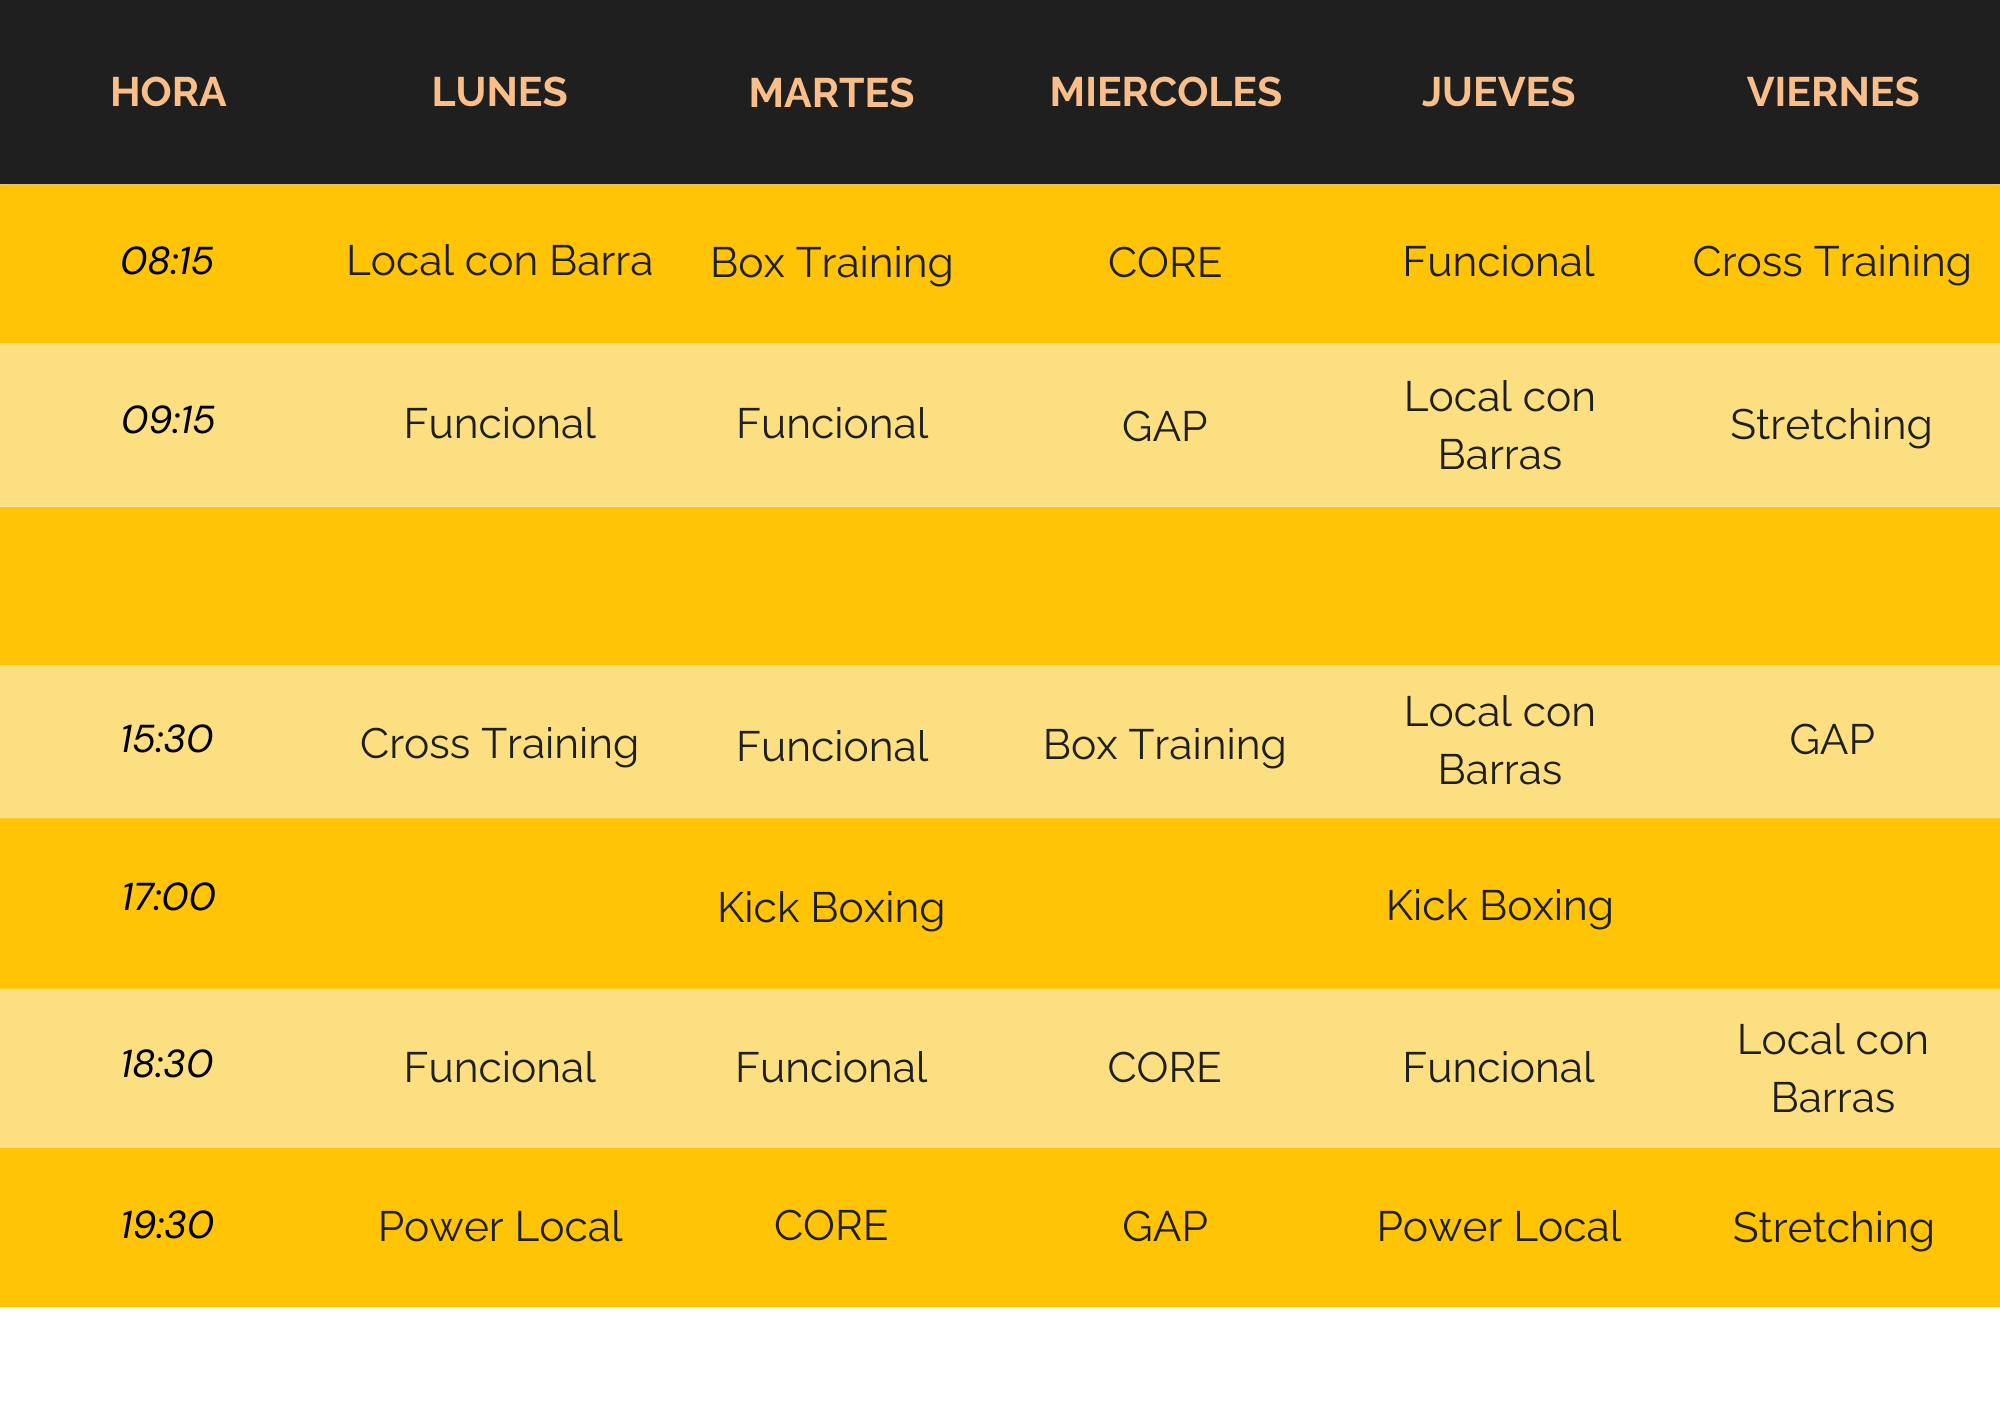 HORA LUNES MARTES MIERCOLES JUEVES VIERNES
08:15 Local con Barra Box Training CORE Funcional Cross Training
09:15 Funcional Funcional GAP Local con Barras Stretching
15:30 Cross Training Funcional Box Training Local con Barras GAP
17:00 Kick Boxing Kick Boxing
18:30 Funcional Funcional CORE Funcional Local con Barras
19:30 Power Local CORE GAP Power Local Stretching